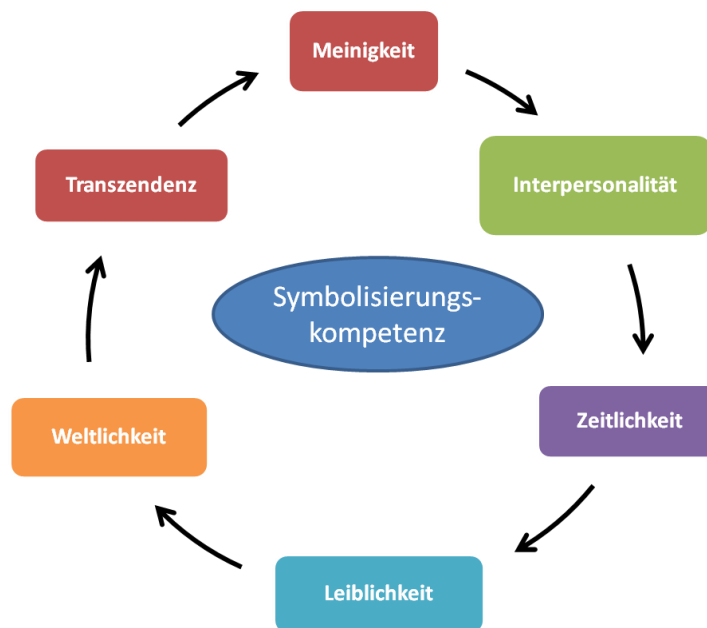 Meinigkeit
Interpersonalität
Zeitlichkeit
Leiblichkeit
Weltlichkeit
Transzendenz
Symbolisierungs-
kompetenz